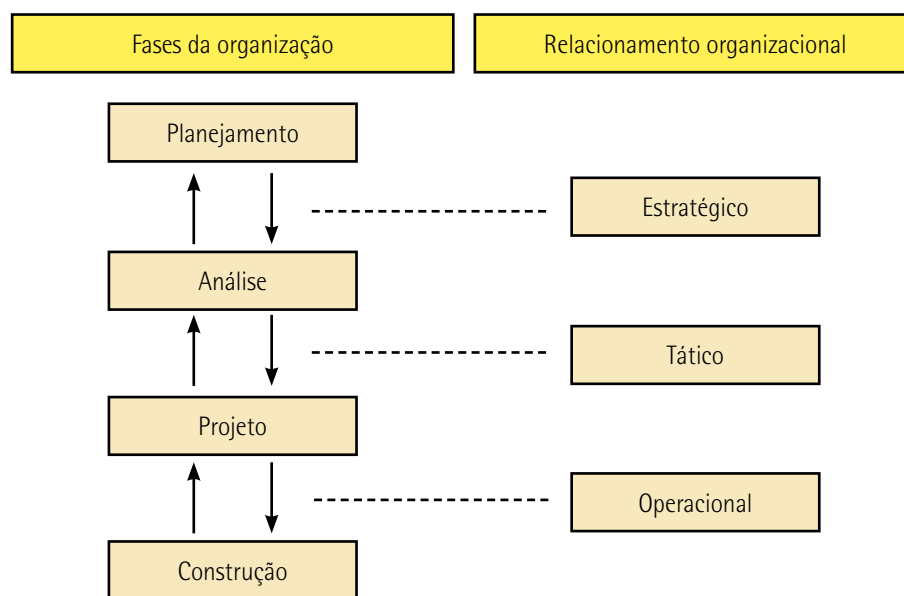 Fases da organização
Relacionamento organizacional
Planejamento
Estratégico
Análise
Tático
Projeto
Operacional
Construção